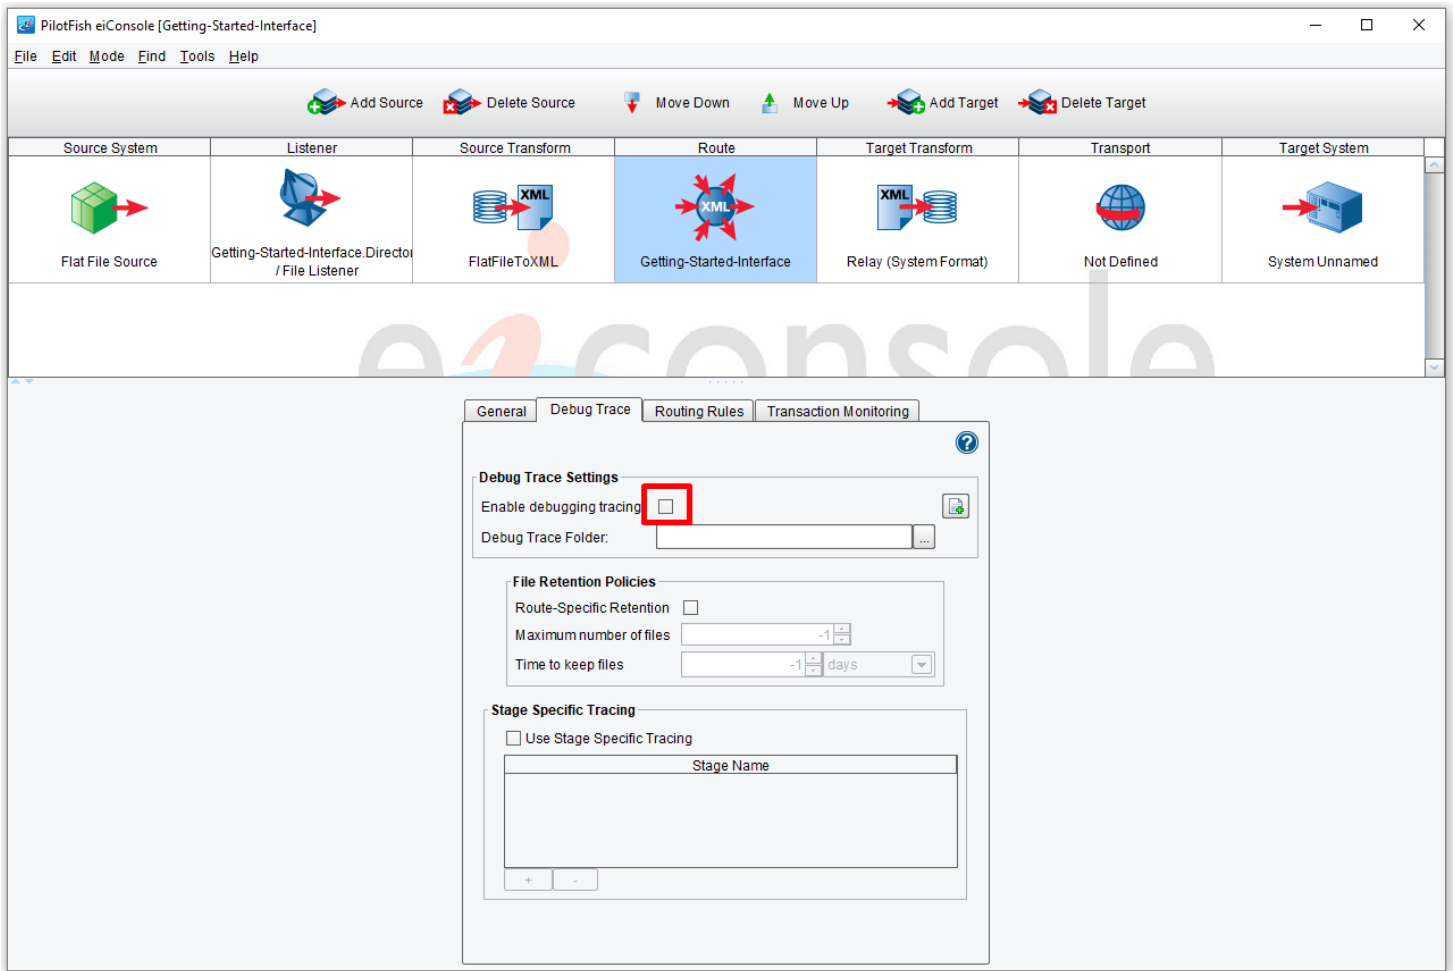 PilotFish eiConsole [Getting-Started-Interface]
File Edit Mode Find Tools Help
Add Source Delete Source Move Down Move Up Add Target Delete Target
Source System Listener Source Transform Route Target Transform Transport Target System
XML XML XML
Flat File Source Getting-Started-Interface.Director FlatFileToXML Getting-Started-Interface Relay (System Format) Not Defined System Unnamed
/ File Listener
eiconsole
General Debug Trace Routing Rules Transaction Monitoring
?
Debug Trace Settings
Enable debugging tracing
Debug Trace Folder: ...
File Retention Policies
Route-Specific Retention
Maximum number of files -1
Time to keep files -1 days
Stage Specific Tracing
Use Stage Specific Tracing
Stage Name
+ -